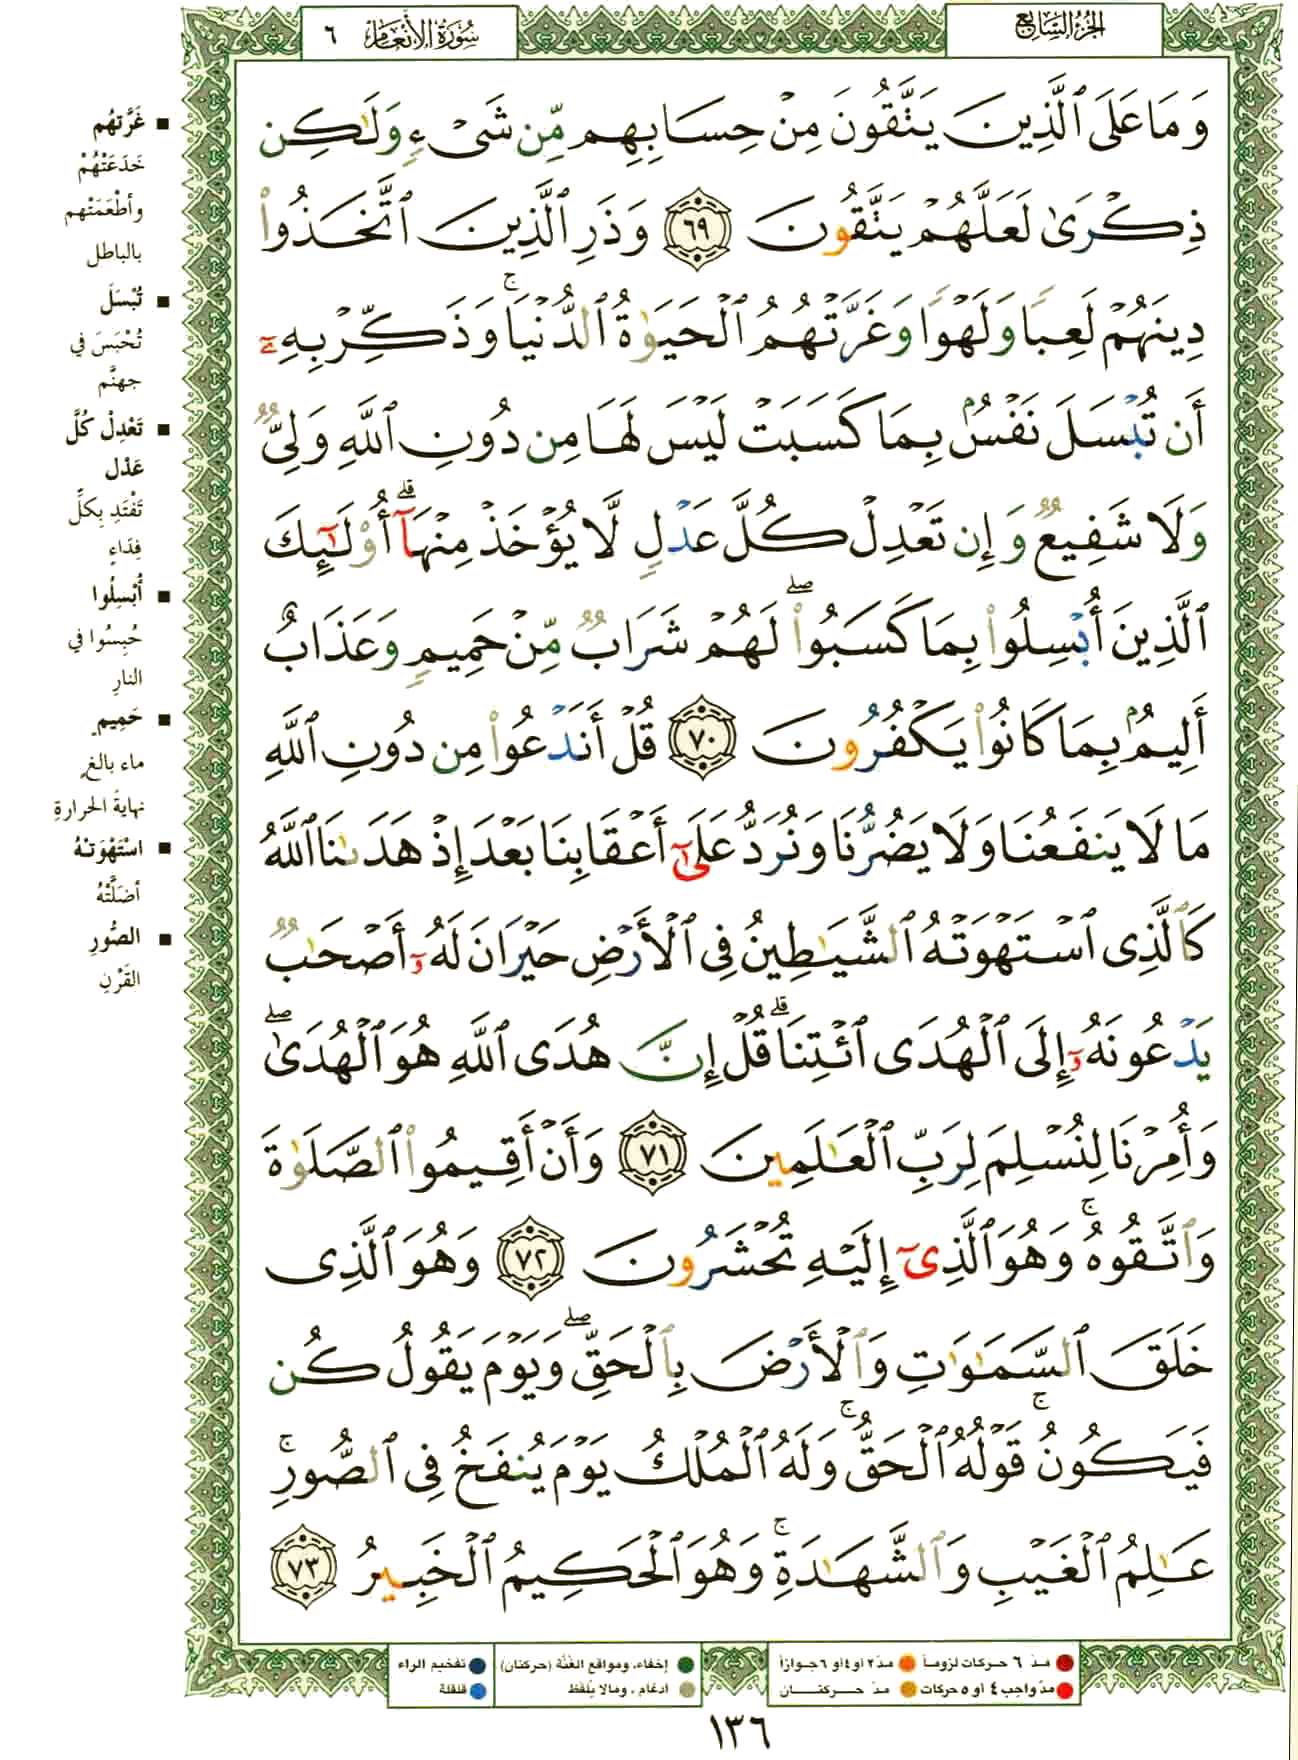 الجزء السابع
سورة الأنعام ٦
وَمَا عَلَى ٱلَّذِينَ يَتَّقُونَ مِنْ حِسَابِهِم مِّن شَىْءٍ وَلَٰكِن
ذِكْرَىٰ لَعَلَّهُمْ يَتَّقُونَ ٦٩ وَذَرِ ٱلَّذِينَ ٱتَّخَذُوا۟
دِينَهُمْ لَعِبًا وَلَهْوًا وَغَرَّتْهُمُ ٱلْحَيَوٰةُ ٱلدُّنْيَا ۚ وَذَكِّرْ بِهِۦٓ
أَن تُبْسَلَ نَفْسٌۢ بِمَا كَسَبَتْ لَيْسَ لَهَا مِن دُونِ ٱللَّهِ وَلِىٌّ
وَلَا شَفِيعٌ وَإِن تَعْدِلْ كُلَّ عَدْلٍ لَّا يُؤْخَذْ مِنْهَآ ۗ أُو۟لَٰٓئِكَ
ٱلَّذِينَ أُبْسِلُوا۟ بِمَا كَسَبُوا۟ ۖ لَهُمْ شَرَابٌ مِّنْ حَمِيمٍ وَعَذَابٌ
أَلِيمٌۢ بِمَا كَانُوا۟ يَكْفُرُونَ ٧٠ قُلْ أَنَدْعُوا۟ مِن دُونِ ٱللَّهِ
مَا لَا يَنفَعُنَا وَلَا يَضُرُّنَا وَنُرَدُّ عَلَىٰٓ أَعْقَابِنَا بَعْدَ إِذْ هَدَىٰنَا ٱللَّهُ
كَٱلَّذِى ٱسْتَهْوَتْهُ ٱلشَّيَٰطِينُ فِى ٱلْأَرْضِ حَيْرَانَ لَهُۥٓ أَصْحَٰبٌ
يَدْعُونَهُۥٓ إِلَى ٱلْهُدَى ٱئْتِنَا ۗ قُلْ إِنَّ هُدَى ٱللَّهِ هُوَ ٱلْهُدَىٰ ۖ
وَأُمِرْنَا لِنُسْلِمَ لِرَبِّ ٱلْعَٰلَمِينَ ٧١ وَأَنْ أَقِيمُوا۟ ٱلصَّلَوٰةَ
وَٱتَّقُوهُ ۚ وَهُوَ ٱلَّذِىٓ إِلَيْهِ تُحْشَرُونَ ٧٢ وَهُوَ ٱلَّذِى
خَلَقَ ٱلسَّمَٰوَٰتِ وَٱلْأَرْضَ بِٱلْحَقِّ ۖ وَيَوْمَ يَقُولُ كُن
فَيَكُونُ ۚ قَوْلُهُ ٱلْحَقُّ ۚ وَلَهُ ٱلْمُلْكُ يَوْمَ يُنفَخُ فِى ٱلصُّورِ ۚ
عَٰلِمُ ٱلْغَيْبِ وَٱلشَّهَٰدَةِ ۚ وَهُوَ ٱلْحَكِيمُ ٱلْخَبِيرُ ٧٣
■ غَرَّتهُم
خَدَعَتْهُمْ
وأطْعَمَتْهم
بالباطل
■ تُبْسَلَ
تُحْبَسَ في
جهنَّم
■ تَعْدِلْ كُلَّ
عَدْل
تَفْتَدِ بِكلِّ
فِدَاءٍ
■ أُبْسِلُوا
حُبِسُوا في
النارِ
■ حَمِيمٍ
ماء بالغٍ
نهايةَ الحرارةِ
■ اسْتَهْوَتْهُ
أضَلَّتْهُ
■ الصُّورِ
القَرْنِ
مدّ ٦ حركات لزوماً
مدّ ٢ أو ٤ أو ٦ جوازاً
مدّ واجب ٤ أو ٥ حركات
مدّ حركتـان
إخفاء، ومواقع الغُنَّة (حركتان)
ادغام ، ومالا يُلفَظ
تفخيم الراء
قلقلة
١٣٦